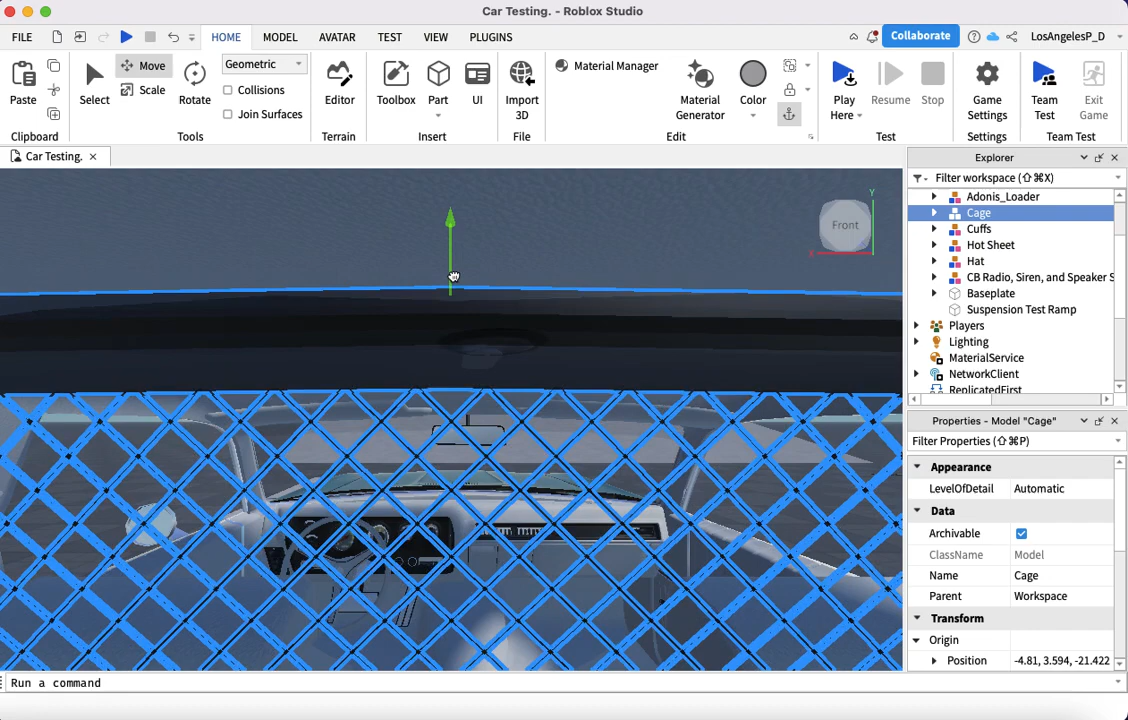 Car Testing. - Roblox Studio
FILE HOME MODEL AVATAR TEST VIEW PLUGINS Collaborate LosAngelesP_D
Paste
Select
Move
Scale
Rotate
Geometric
Collisions
Join Surfaces
Editor
Toolbox
Part
UI
Import
3D
Material Manager
Material
Generator
Color
Play
Here
Resume
Stop
Game
Settings
Team
Test
Exit
Game
Clipboard Tools Terrain Insert File Edit Test Settings Team Test
Car Testing.
Front
X
Y
Explorer
Filter workspace (⇧⌘X)
Adonis_Loader
Cage
Cuffs
Hot Sheet
Hat
CB Radio, Siren, and Speaker S
Baseplate
Suspension Test Ramp
Players
Lighting
MaterialService
NetworkClient
ReplicatedFirst
Properties - Model "Cage"
Filter Properties (⇧⌘P)
Appearance
LevelOfDetail Automatic
Data
Archivable
ClassName Model
Name Cage
Parent Workspace
Transform
Origin
Position -4.81, 3.594, -21.422
Run a command